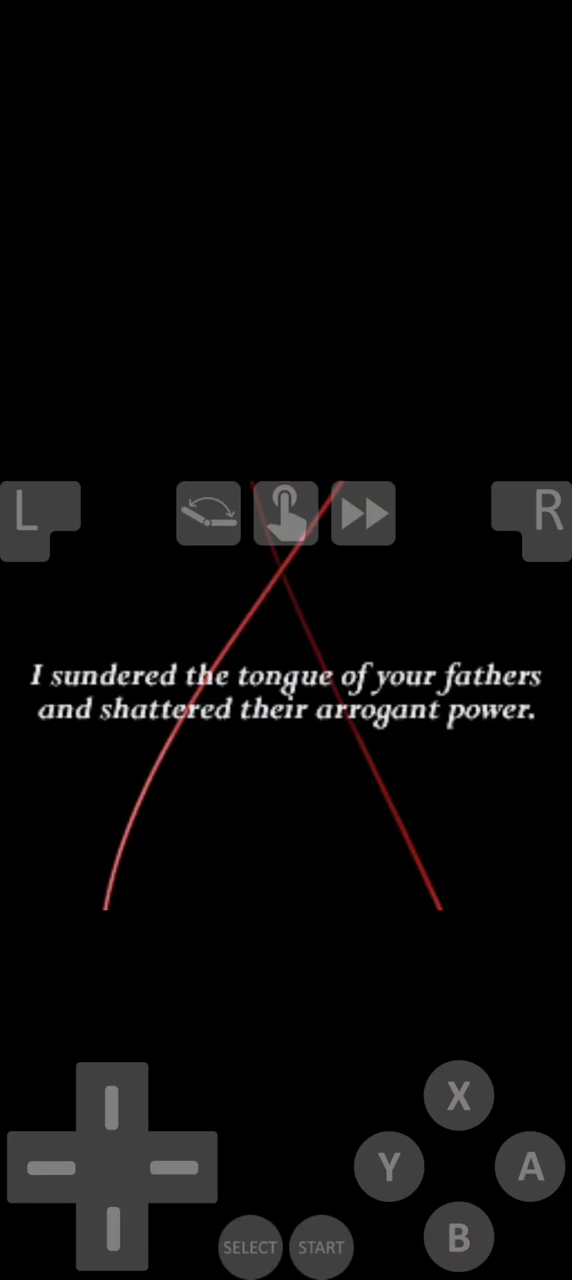 L
R
I sundered the tongue of your fathers
and shattered their arrogant power.
X
Y
A
B
SELECT
START